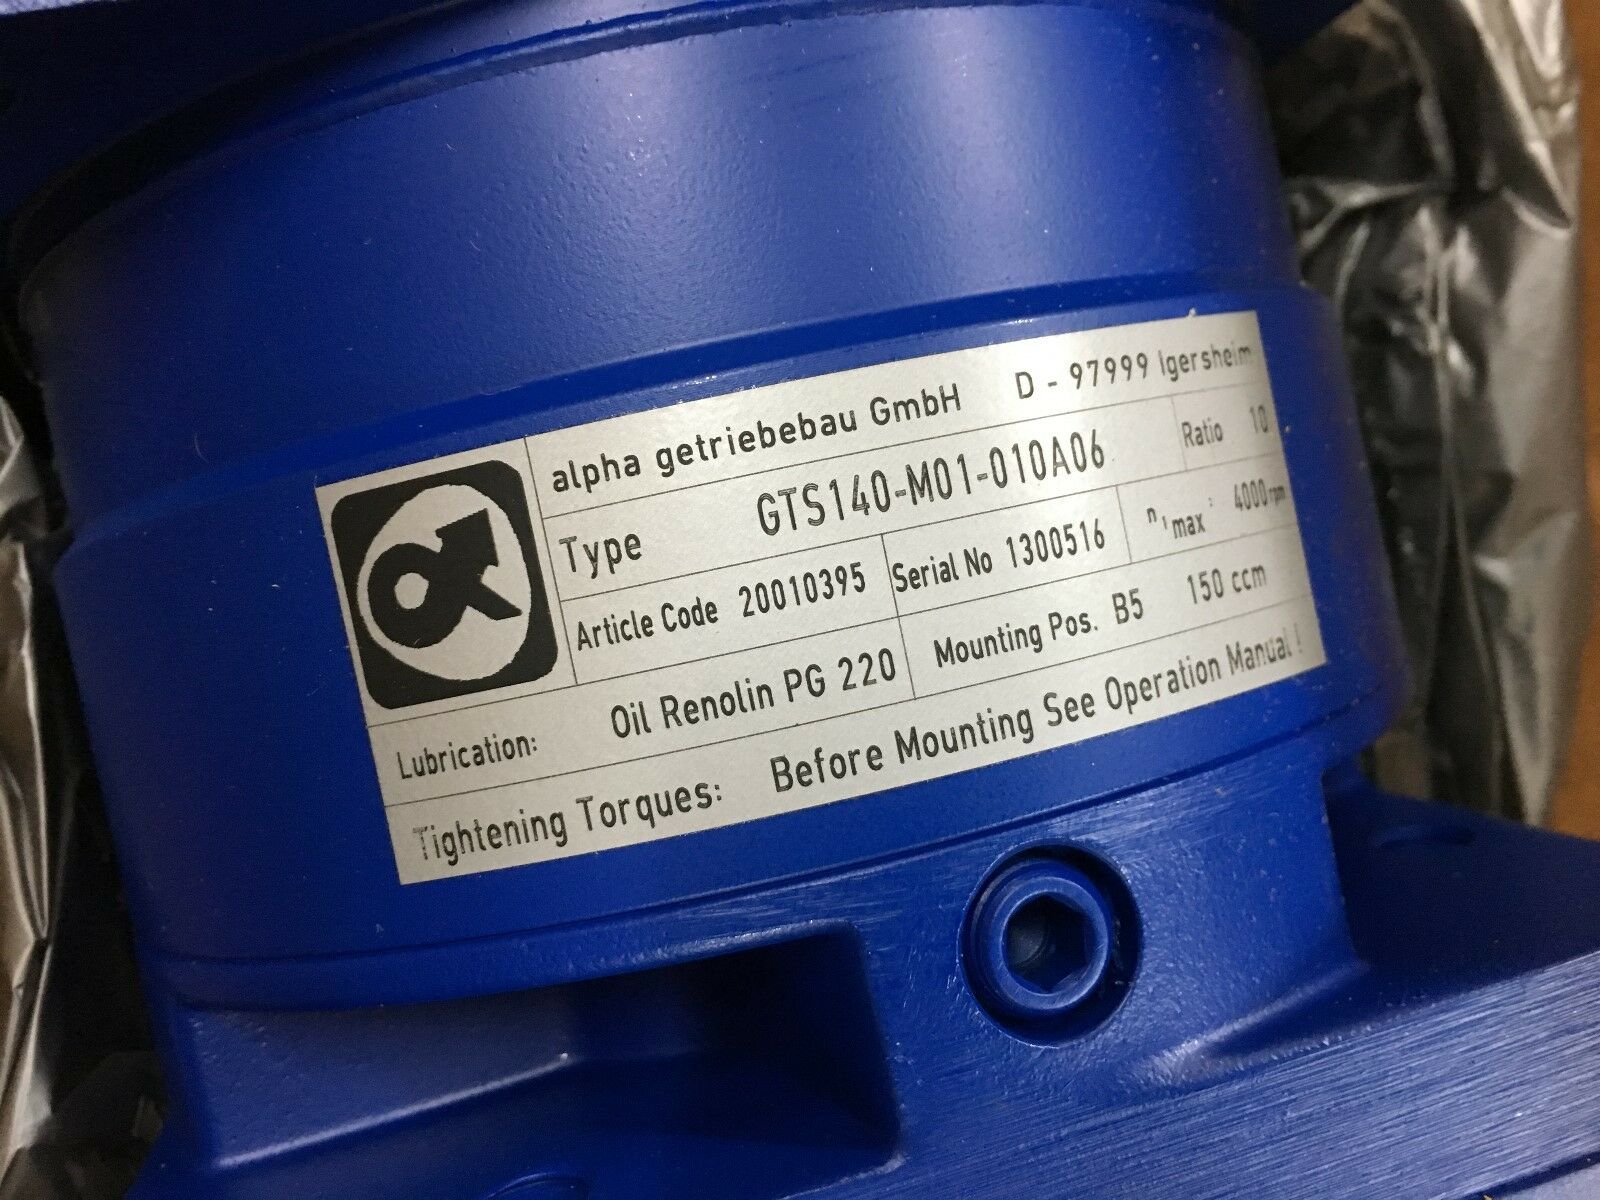 alpha getriebebau GmbH D - 97999 Igersheim
Type GTS140-M01-010A06 Ratio 10
Article Code 20010395 Serial No 1300516 n₁max: 4000 rpm
Lubrication: Oil Renolin PG 220 Mounting Pos. B5 150 ccm
Tightening Torques: Before Mounting See Operation Manual !